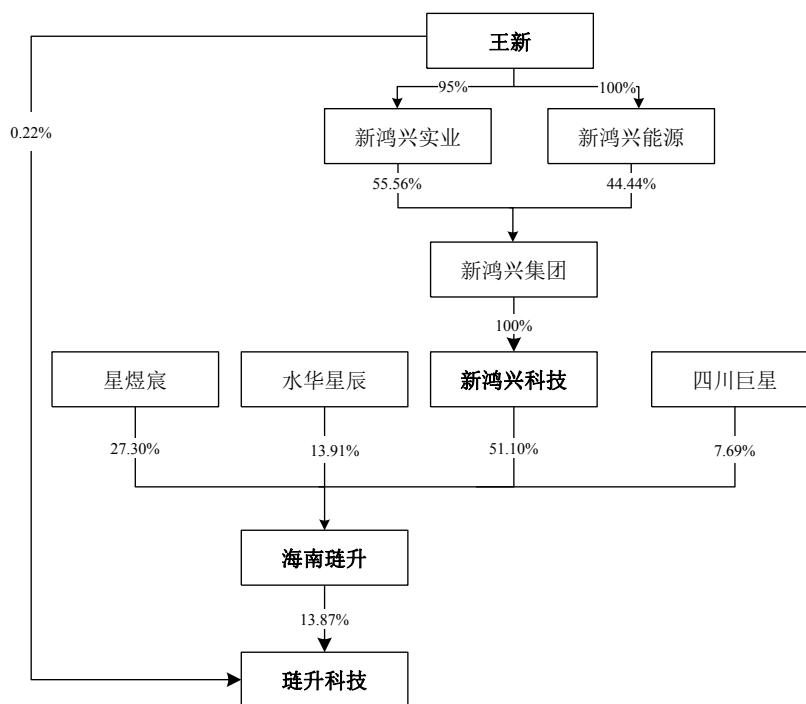 王新
95%
100%
0.22%
新鸿兴实业
新鸿兴能源
55.56%
44.44%
新鸿兴集团
100%
星煜宸
水华星辰
新鸿兴科技
四川巨星
27.30%
13.91%
51.10%
7.69%
海南琏升
13.87%
琏升科技